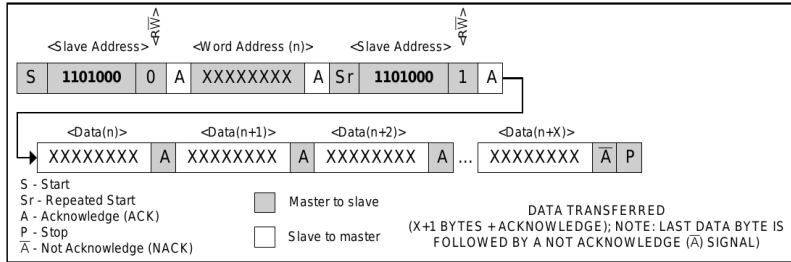 <RW̅>
<RW̅>
<Slave Address>
<Word Address (n)>
<Slave Address>
S 1101000 0 A XXXXXXXX A Sr 1101000 1 A
<Data(n)> <Data(n+1)> <Data(n+2)> <Data(n+X)>
XXXXXXXX A XXXXXXXX A XXXXXXXX A ... XXXXXXXX A̅ P
S - Start
Sr - Repeated Start
A - Acknowledge (ACK)
P - Stop
A̅ - Not Acknowledge (NACK)
Master to slave
Slave to master
DATA TRANSFERRED
(X+1 BYTES + ACKNOWLEDGE); NOTE: LAST DATA BYTE IS
FOLLOWED BY A NOT ACKNOWLEDGE (A̅) SIGNAL)